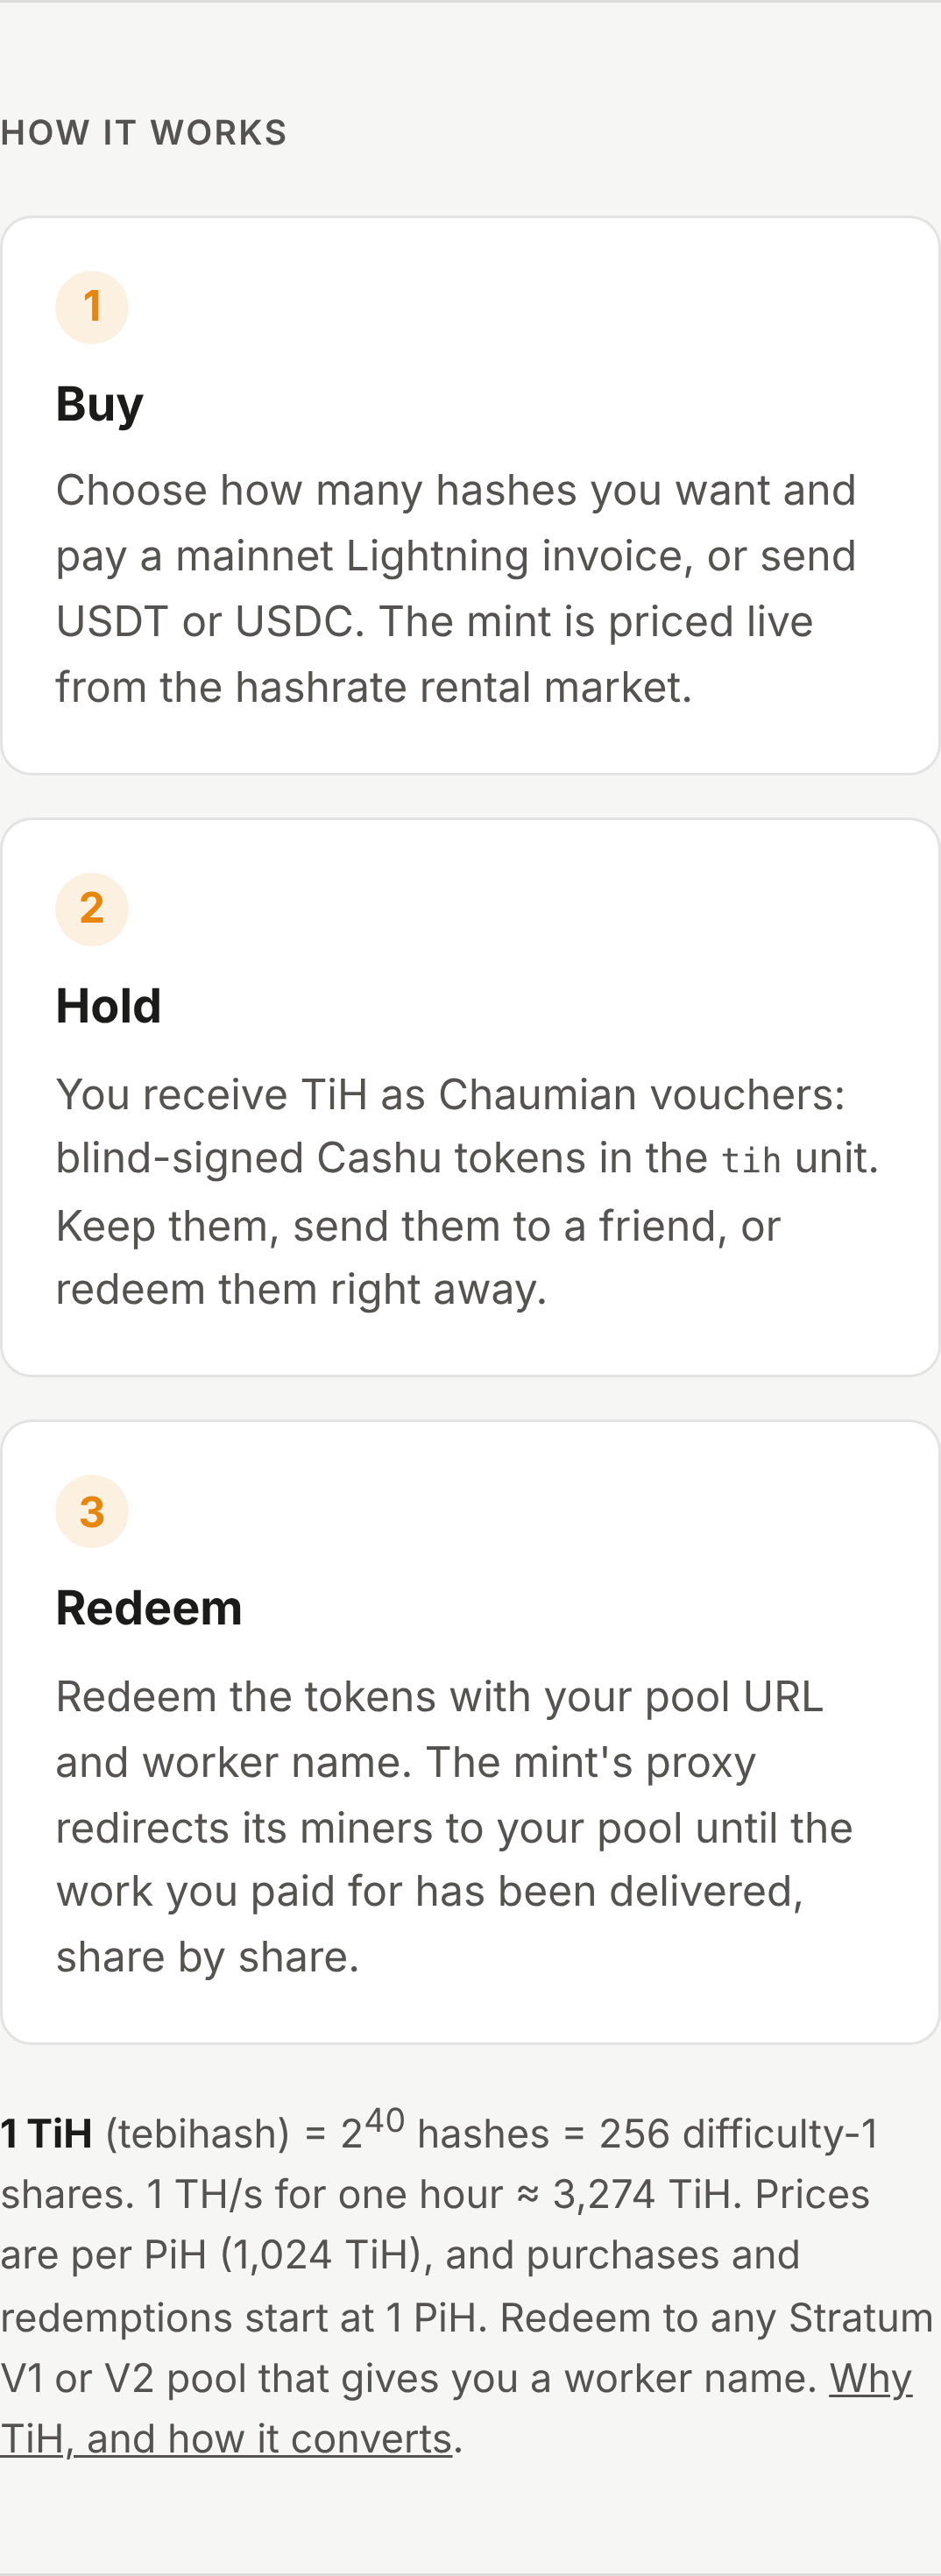 HOW IT WORKS
1
Buy
Choose how many hashes you want and
pay a mainnet Lightning invoice, or send
USDT or USDC. The mint is priced live
from the hashrate rental market.
2
Hold
You receive TiH as Chaumian vouchers:
blind-signed Cashu tokens in the tih unit.
Keep them, send them to a friend, or
redeem them right away.
3
Redeem
Redeem the tokens with your pool URL
and worker name. The mint's proxy
redirects its miners to your pool until the
work you paid for has been delivered,
share by share.
1 TiH (tebihash) = 2⁴⁰ hashes = 256 difficulty-1
shares. 1 TH/s for one hour ≈ 3,274 TiH. Prices
are per PiH (1,024 TiH), and purchases and
redemptions start at 1 PiH. Redeem to any Stratum
V1 or V2 pool that gives you a worker name. Why
TiH, and how it converts.